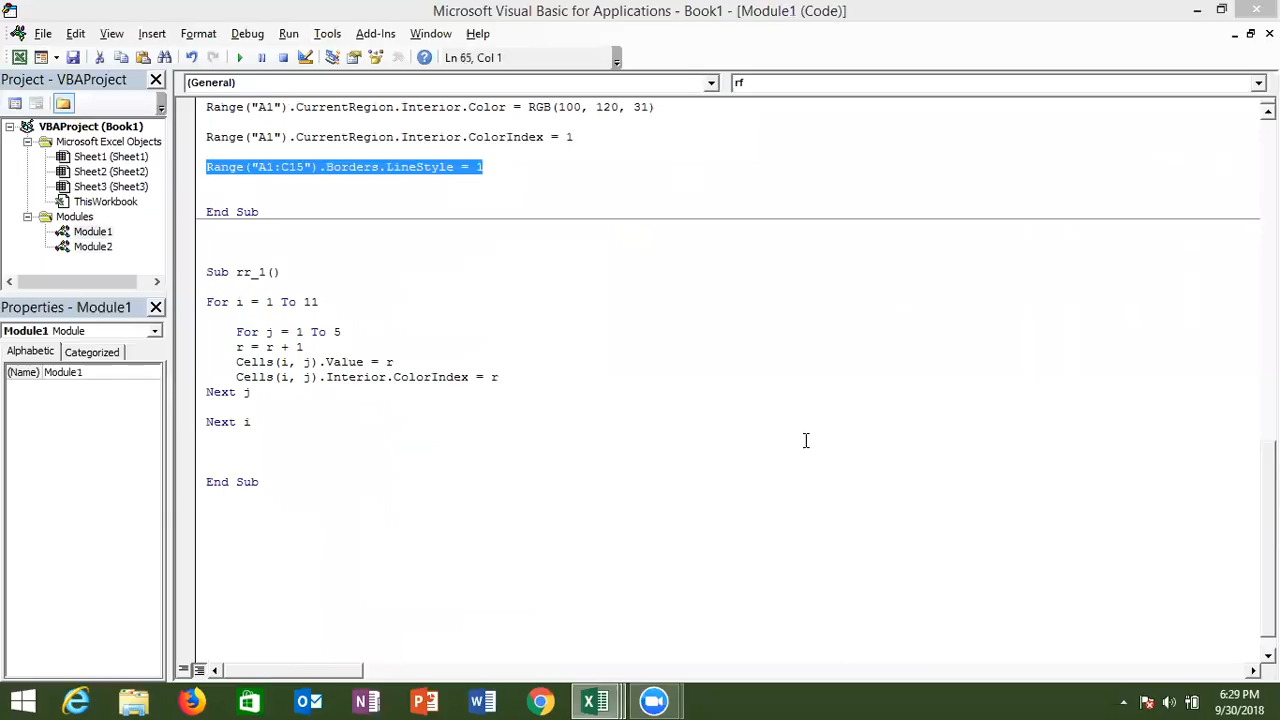 Microsoft Visual Basic for Applications - Book1 - [Module1 (Code)]
File Edit View Insert Format Debug Run Tools Add-Ins Window Help
Ln 65, Col 1
Project - VBAProject
(General)
rf
VBAProject (Book1)
Microsoft Excel Objects
Sheet1 (Sheet1)
Sheet2 (Sheet2)
Sheet3 (Sheet3)
ThisWorkbook
Modules
Module1
Module2
Properties - Module1
Module1 Module
Alphabetic Categorized
(Name) Module1
Range("A1").CurrentRegion.Interior.Color = RGB(100, 120, 31)
Range("A1").CurrentRegion.Interior.ColorIndex = 1
Range("A1:C15").Borders.LineStyle = 1
End Sub
Sub rr_1()
For i = 1 To 11
For j = 1 To 5
r = r + 1
Cells(i, j).Value = r
Cells(i, j).Interior.ColorIndex = r
Next j
Next i
End Sub
6:29 PM
9/30/2018